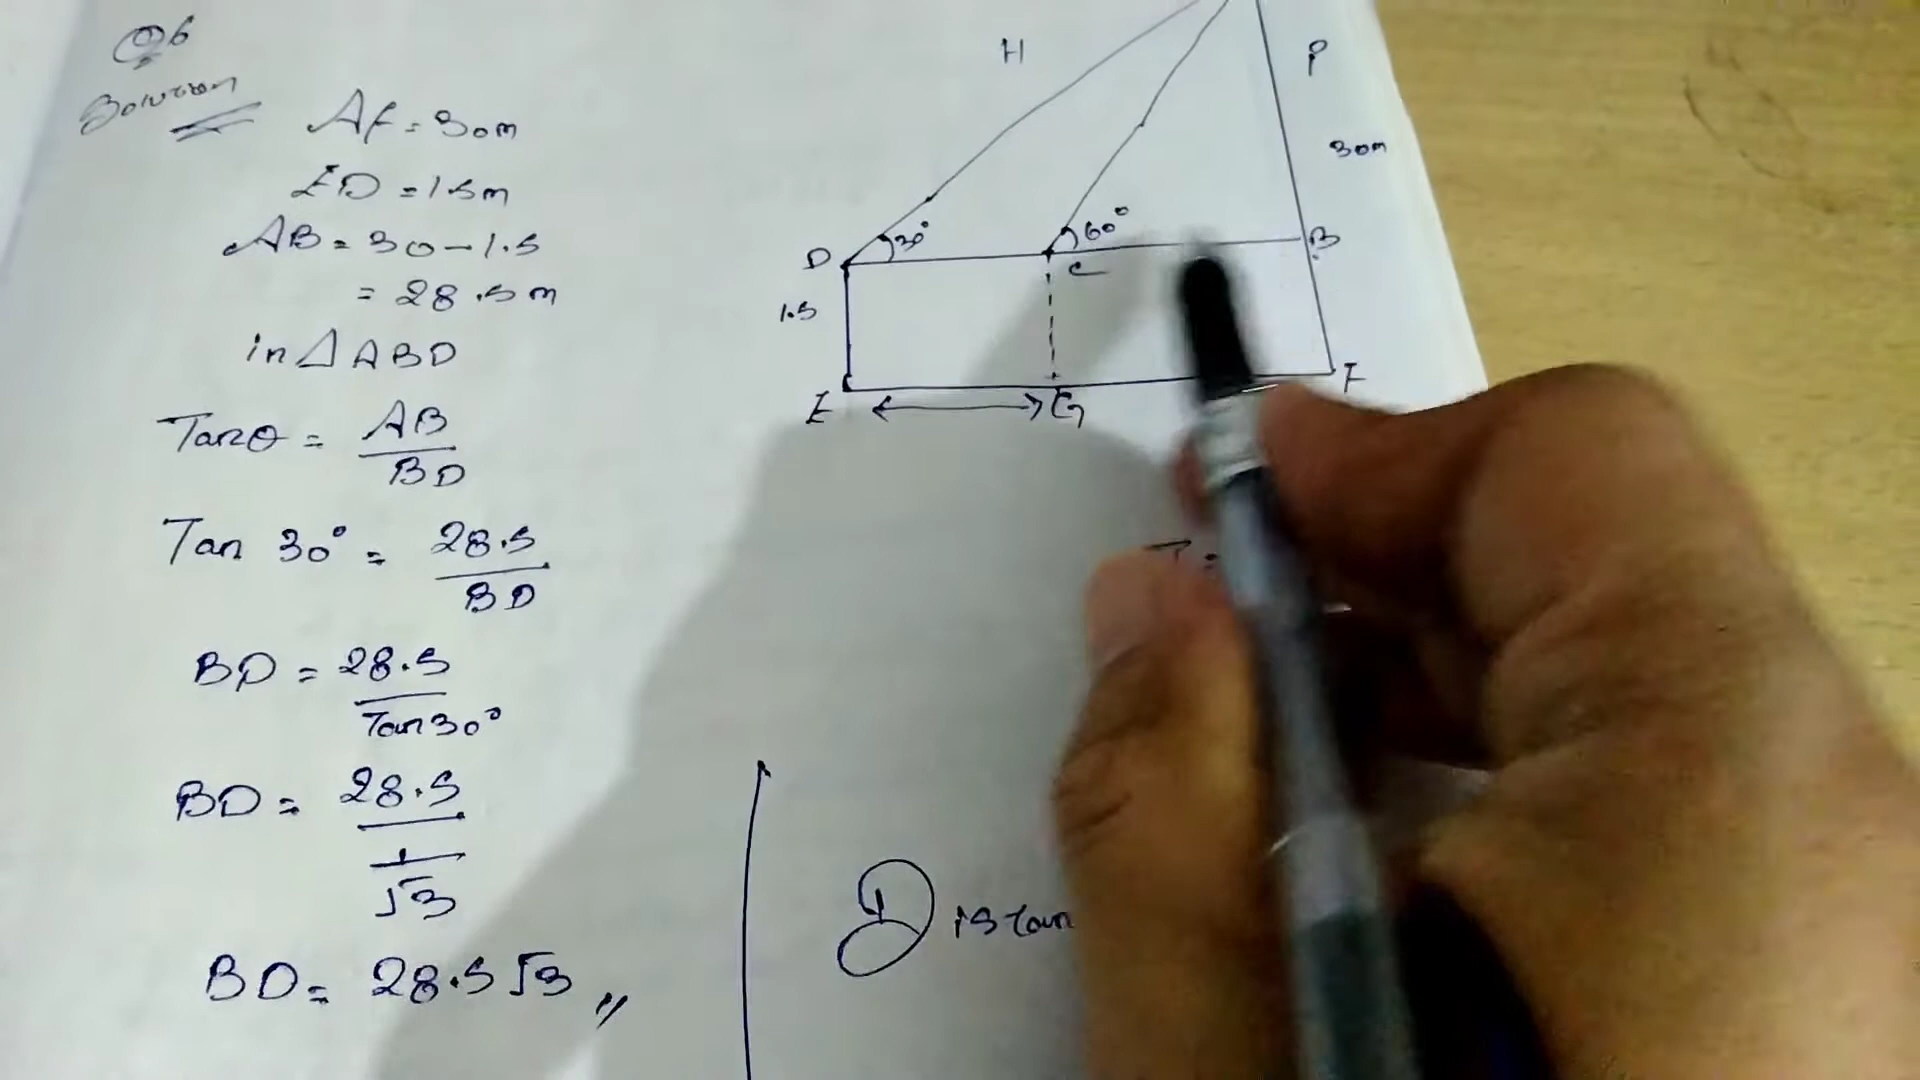 Q6
Solution
AF = 30m
ED = 1.5m
AB = 30 - 1.5
= 28.5m
in △ ABD
Tanθ = AB/BD
Tan 30° = 28.5/BD
BD = 28.5/Tan30°
BD = 28.5/(1/√3)
BD = 28.5√3 ,,
H
P
30m
30°
60°
D
C
B
1.5
E
G
F
Distan